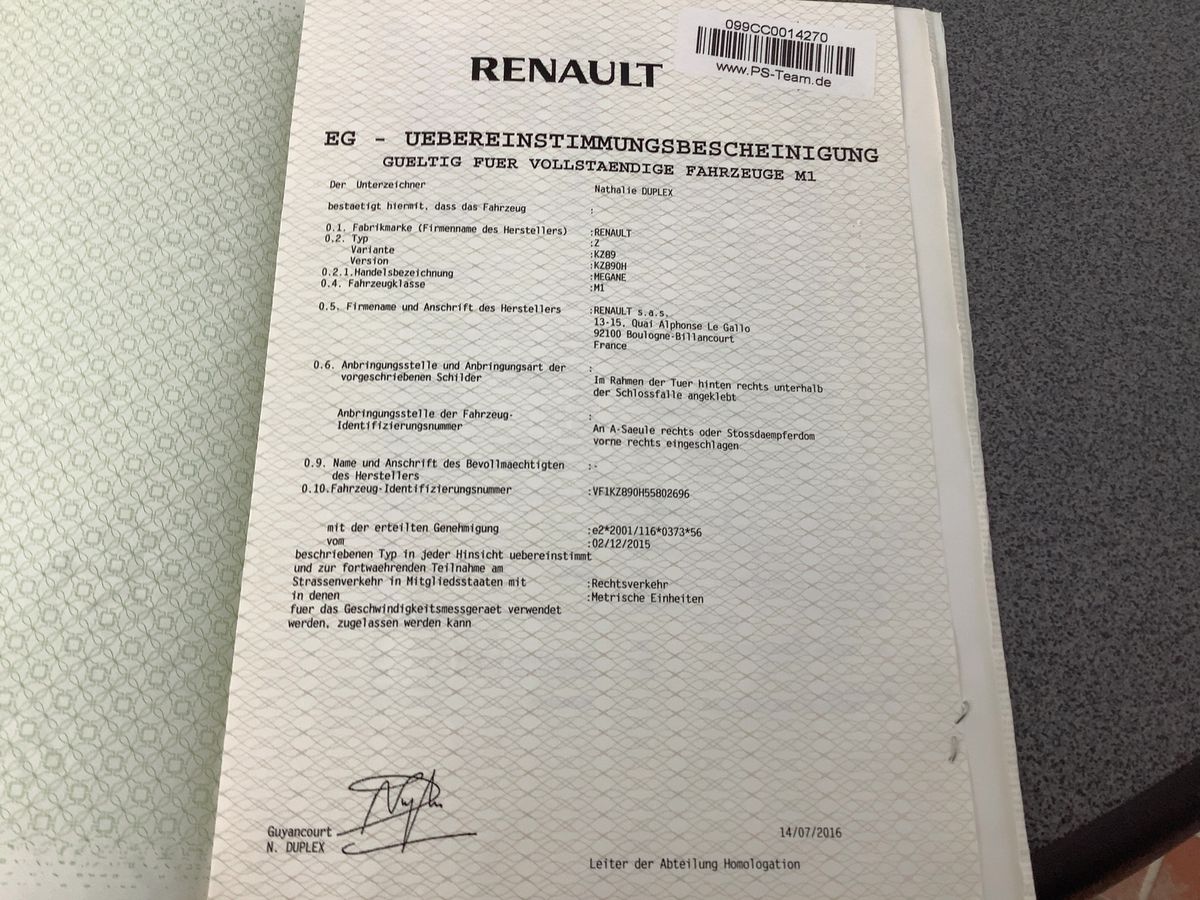 099CC0014270
www.PS-Team.de
RENAULT
EG - UEBEREINSTIMMUNGSBESCHEINIGUNG
GUELTIG FUER VOLLSTAENDIGE FAHRZEUGE M1
Der Unterzeichner Nathalie DUPLEX
bestaetigt hiermit, dass das Fahrzeug :
0.1. Fabrikmarke (Firmenname des Herstellers) :RENAULT
0.2. Typ :Z
Variante :KZ89
Version :KZ890H
0.2.1.Handelsbezeichnung :MEGANE
0.4. Fahrzeugklasse :M1
0.5. Firmename und Anschrift des Herstellers :RENAULT s.a.s.
13-15, Quai Alphonse Le Gallo
92100 Boulogne-Billancourt
France
0.6. Anbringungsstelle und Anbringungsart der :
vorgeschriebenen Schilder Im Rahmen der Tuer hinten rechts unterhalb
der Schlossfalle angeklebt
Anbringungsstelle der Fahrzeug- :
Identifizierungsnummer An A-Saeule rechts oder Stossdaempferdom
vorne rechts eingeschlagen
0.9. Name und Anschrift des Bevollmaechtigten :-
des Herstellers
0.10.Fahrzeug-Identifizierungsnummer :VF1KZ890H55802696
mit der erteilten Genehmigung :e2*2001/116*0373*56
vom :02/12/2015
beschriebenen Typ in jeder Hinsicht uebereinstimmt
und zur fortwaehrenden Teilnahme am
Strassenverkehr in Mitgliedsstaaten mit :Rechtsverkehr
in denen :Metrische Einheiten
fuer das Geschwindigkeitsmessgeraet verwendet
werden, zugelassen werden kann
Guyancourt 14/07/2016
N. DUPLEX
Leiter der Abteilung Homologation